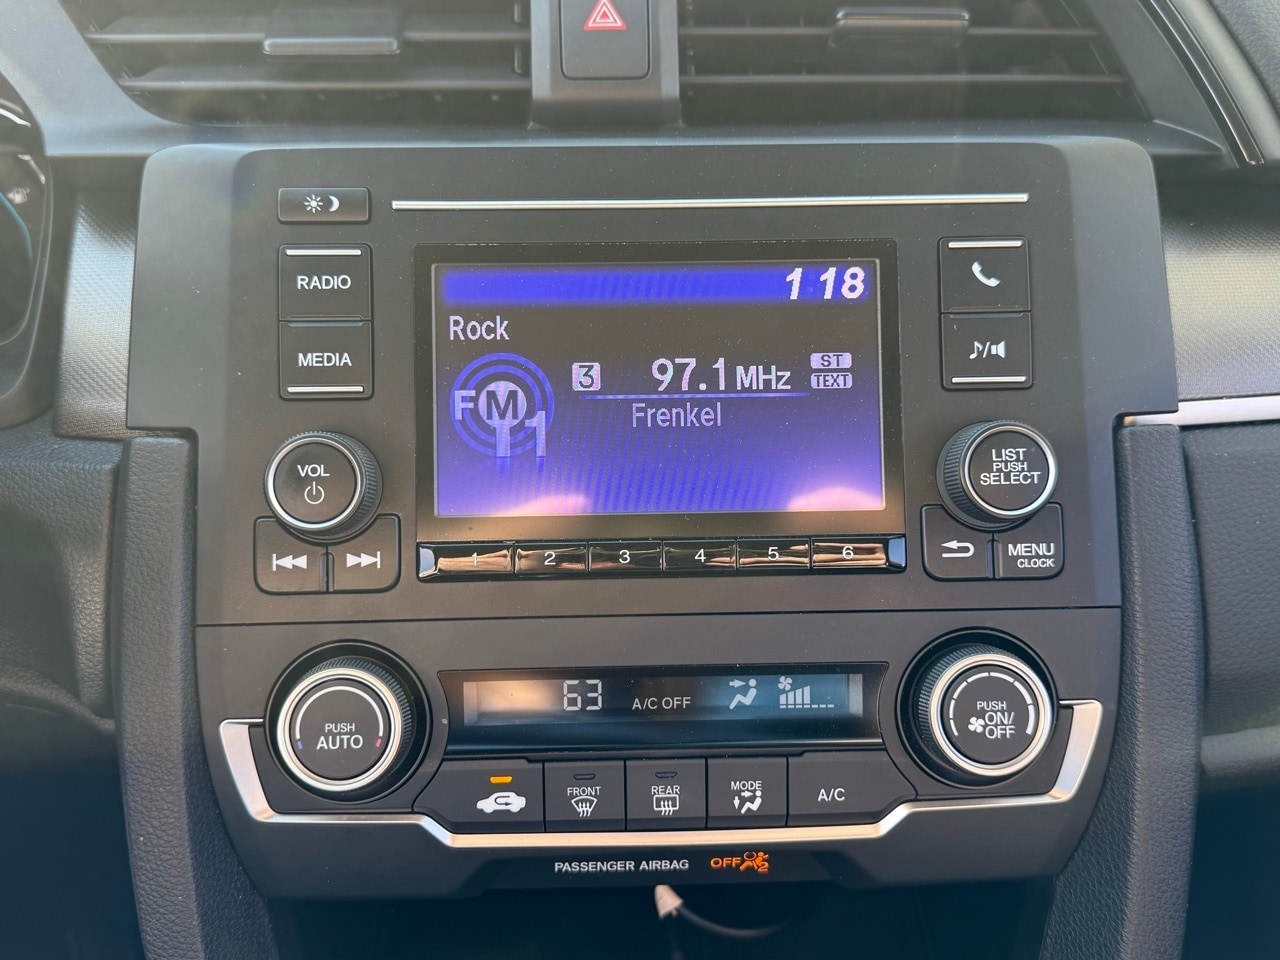 1 18
RADIO
MEDIA
Rock
FM 1
3
97.1 MHz
ST
TEXT
Frenkel
VOL
LIST
PUSH
SELECT
1 2 3 4 5 6
MENU
CLOCK
63
A/C OFF
PUSH
AUTO
PUSH
ON/
OFF
FRONT
REAR
MODE
A/C
PASSENGER AIRBAG OFF 2